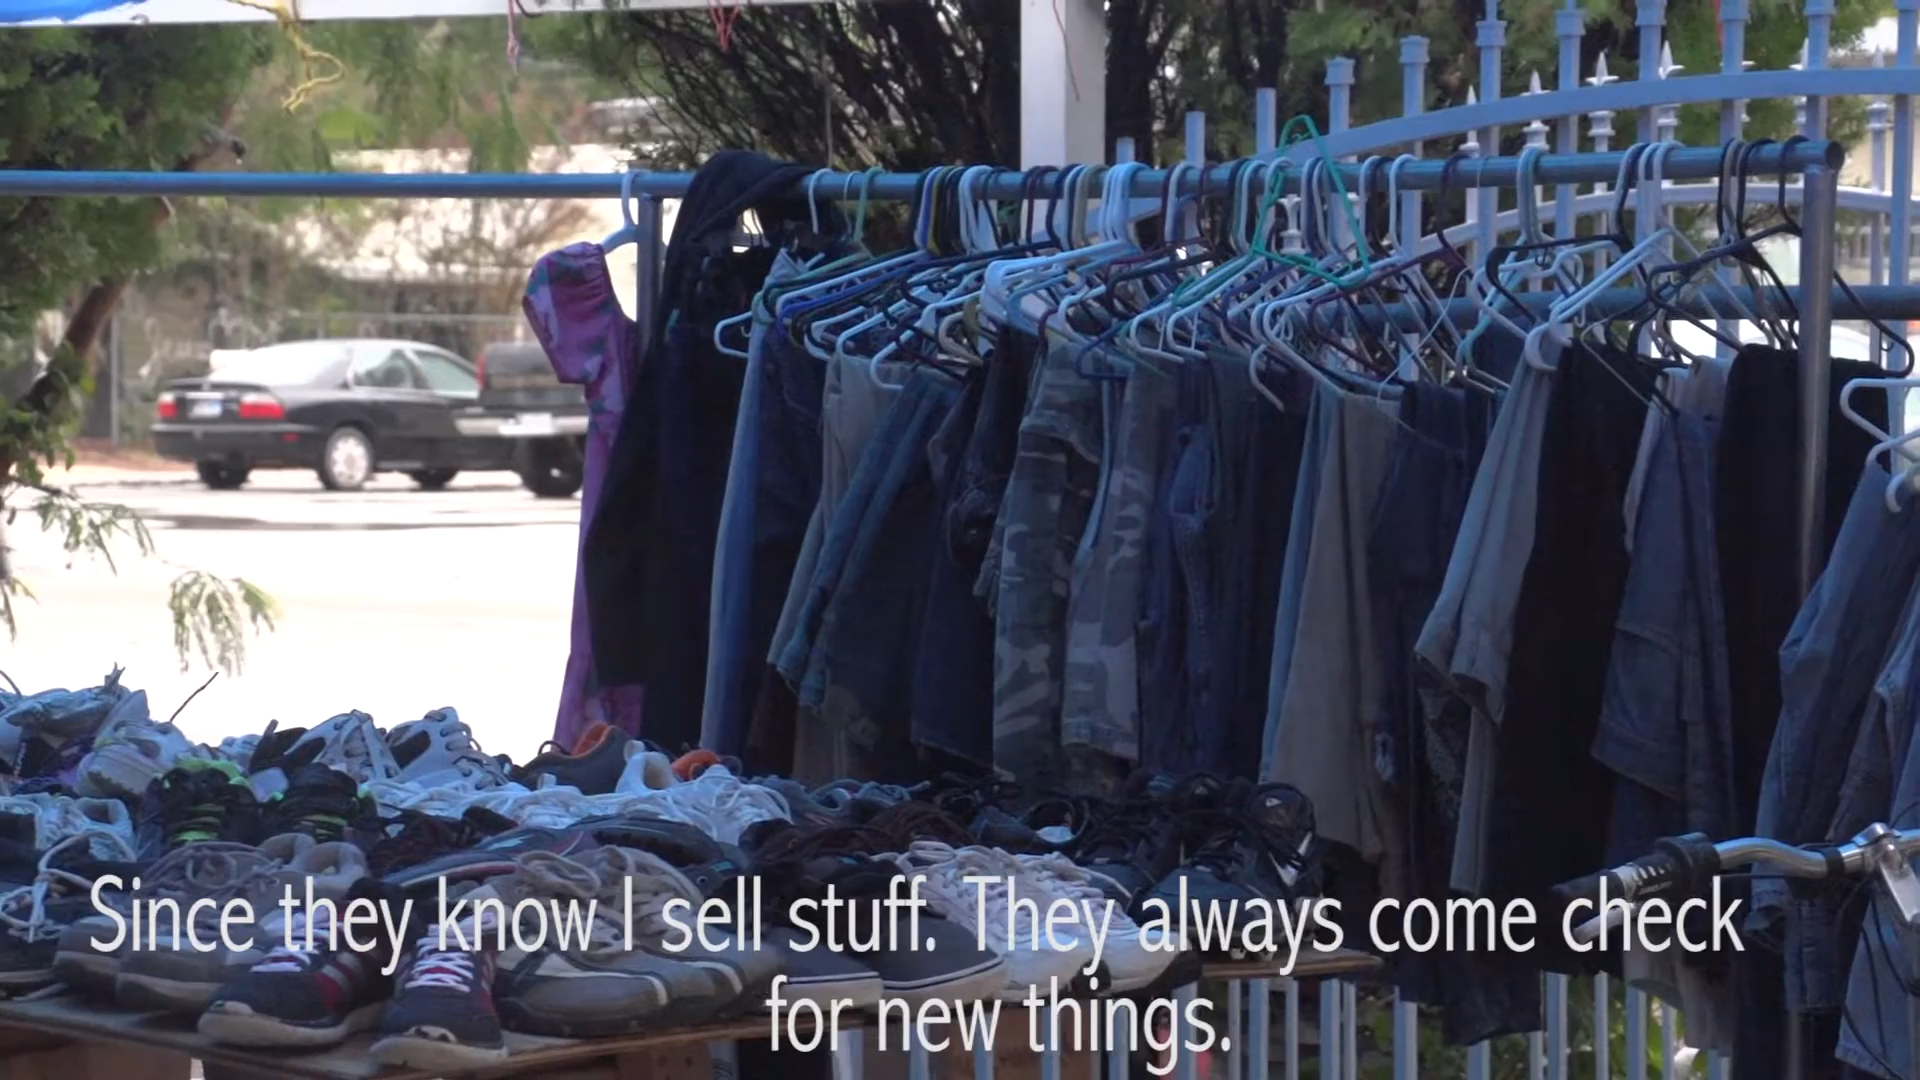 Since they know I sell stuff. They always come check
for new things.